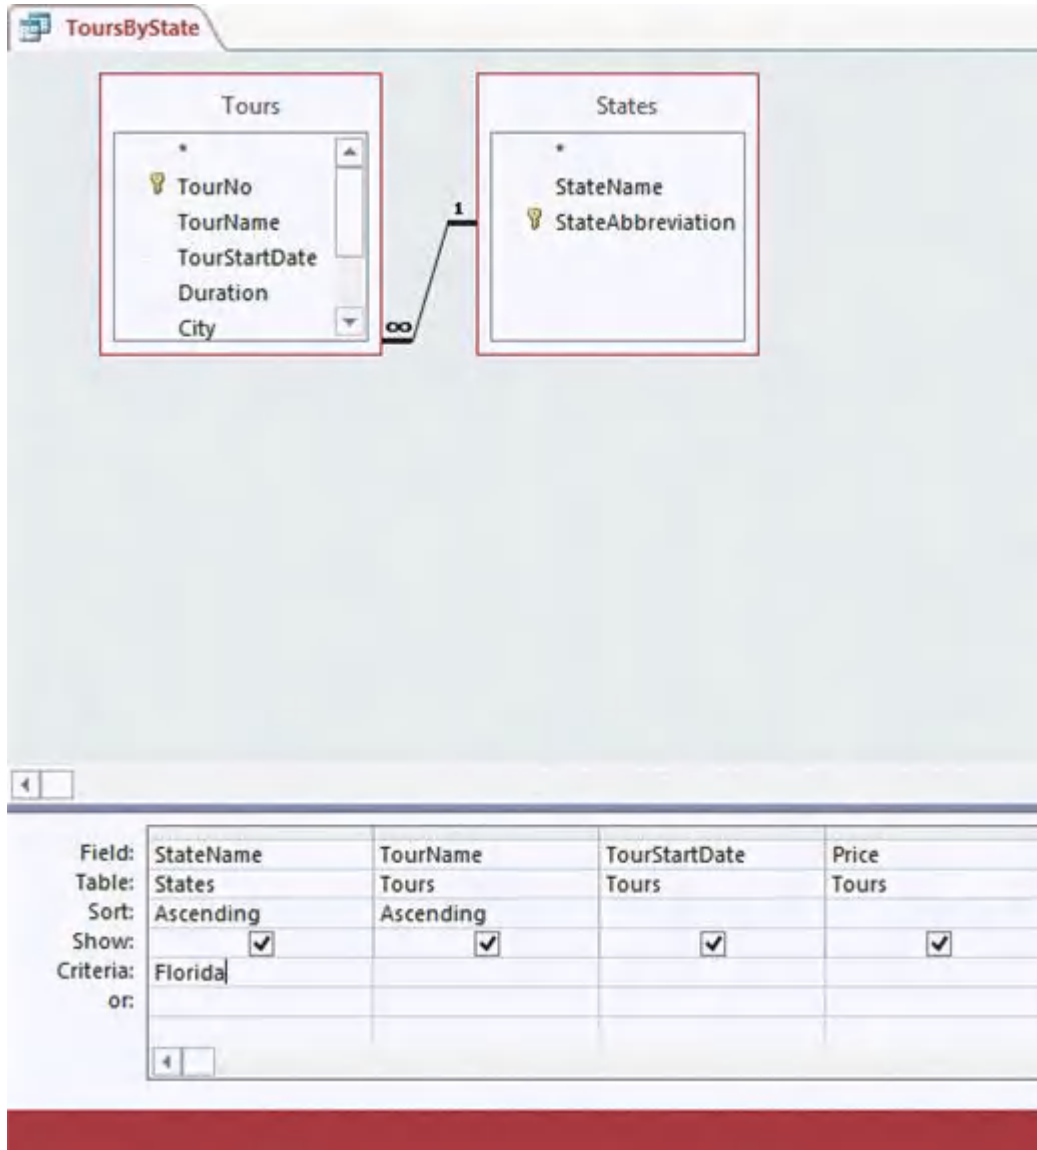 ToursByState
Tours
*
TourNo
TourName
TourStartDate
Duration
City
States
*
StateName
StateAbbreviation
1
∞
Field: StateName TourName TourStartDate Price
Table: States Tours Tours Tours
Sort: Ascending Ascending
Show:
Criteria: Florida
or: